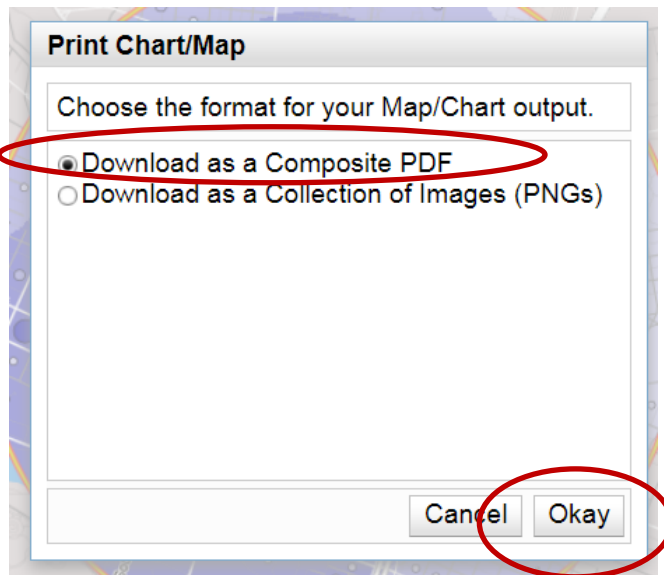 Print Chart/Map
Choose the format for your Map/Chart output.
Download as a Composite PDF
Download as a Collection of Images (PNGs)
Cancel Okay